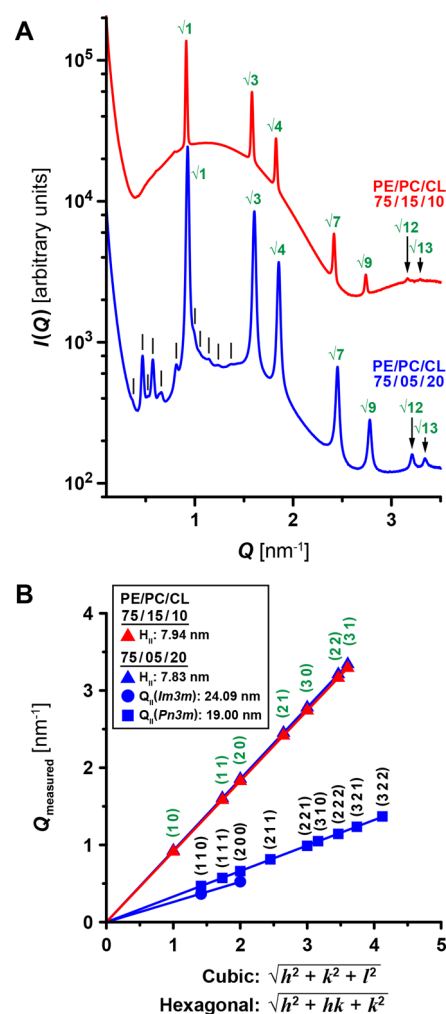 A
10⁵
10⁴
10³
10²
I(Q) [arbitrary units]
√1
√3
√4
√7
√9
PE/PC/CL
75/15/10
√12
√13
√1
√3
√4
√7
√9
PE/PC/CL
75/05/20
√12
√13
1 2 3
Q [nm⁻¹]
B
PE/PC/CL
75/15/10
H_II: 7.94 nm
75/05/20
H_II: 7.83 nm
Q_II(Im3m): 24.09 nm
Q_II(Pn3m): 19.00 nm
Q_measured [nm⁻¹]
4
3
2
1
0
(10)
(11)
(20)
(21)
(30)
(22)
(31)
(110)
(111)
(200)
(211)
(221)
(310)
(222)
(321)
(322)
0 1 2 3 4 5
Cubic: √h² + k² + l²
Hexagonal: √h² + hk + k²